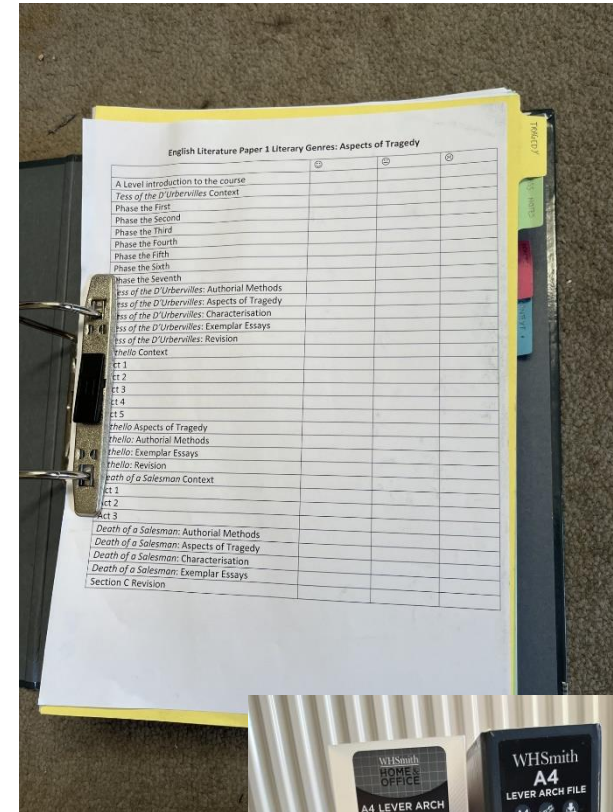 English Literature Paper 1 Literary Genres: Aspects of Tragedy
☺ 😐 ☹
A Level introduction to the course
Tess of the D'Urbervilles Context
Phase the First
Phase the Second
Phase the Third
Phase the Fourth
Phase the Fifth
Phase the Sixth
Phase the Seventh
ess of the D'Urbervilles: Authorial Methods
ess of the D'Urbervilles: Aspects of Tragedy
ess of the D'Urbervilles: Characterisation
ess of the D'Urbervilles: Exemplar Essays
ess of the D'Urbervilles: Revision
thello Context
ct 1
ct 2
ct 3
ct 4
ct 5
thello Aspects of Tragedy
thello: Authorial Methods
thello: Exemplar Essays
thello: Revision
eath of a Salesman Context
ct 1
Act 2
Act 3
Death of a Salesman: Authorial Methods
Death of a Salesman: Aspects of Tragedy
Death of a Salesman: Characterisation
Death of a Salesman: Exemplar Essays
Section C Revision
TRAGEDY
NOTES
WHSmith
HOME &
OFFICE
A4 LEVER ARCH
WHSmith
A4
LEVER ARCH FILE